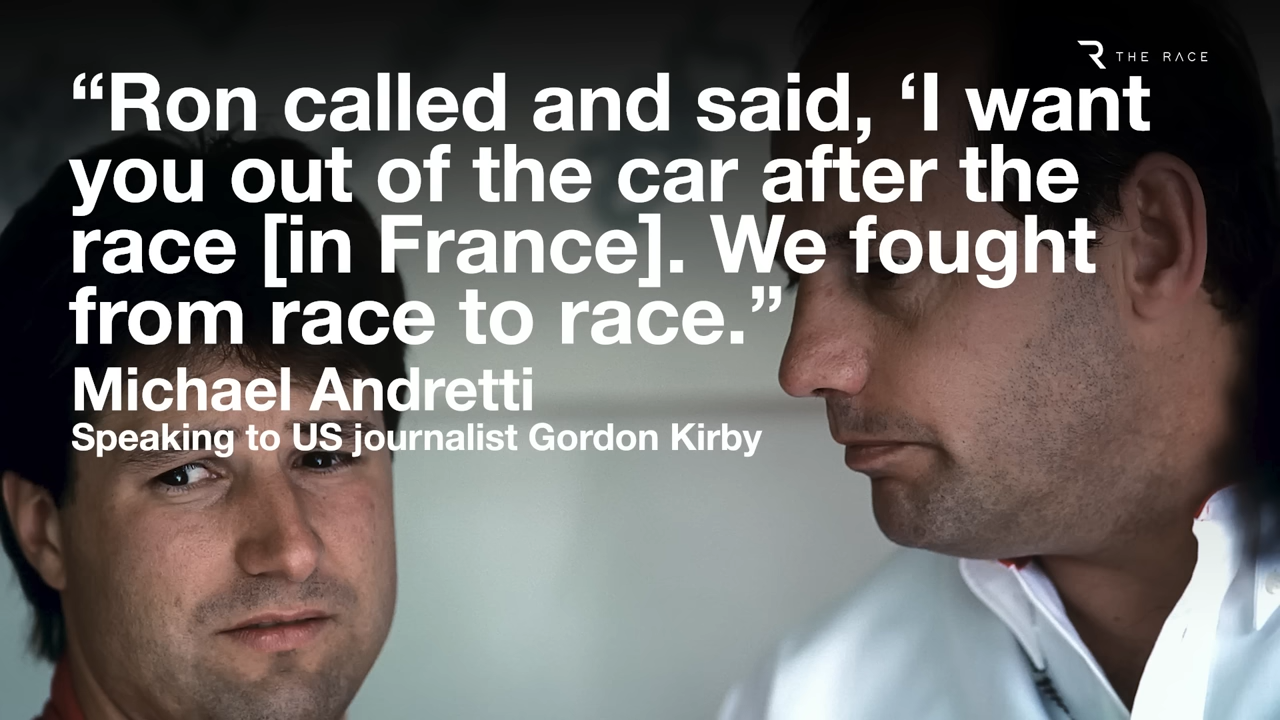 THE RACE
“Ron called and said, ‘I want
you out of the car after the
race [in France]. We fought
from race to race.”
Michael Andretti
Speaking to US journalist Gordon Kirby